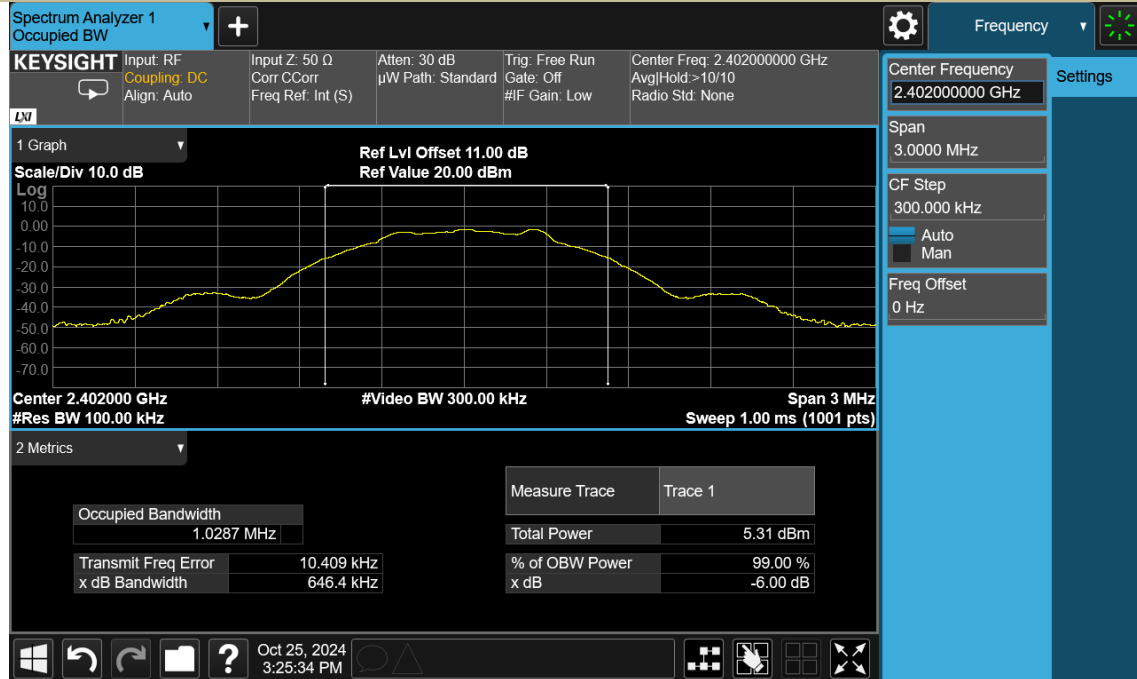 Spectrum Analyzer 1
Occupied BW
+
Frequency
KEYSIGHT
LXI
Input: RF
Coupling: DC
Align: Auto
Input Z: 50 Ω
Corr CCorr
Freq Ref: Int (S)
Atten: 30 dB
µW Path: Standard
Trig: Free Run
Gate: Off
#IF Gain: Low
Center Freq: 2.402000000 GHz
Avg|Hold:>10/10
Radio Std: None
Center Frequency
2.402000000 GHz
Settings
Span
3.0000 MHz
CF Step
300.000 kHz
Auto
Man
Freq Offset
0 Hz
1 Graph
Scale/Div 10.0 dB
Ref Lvl Offset 11.00 dB
Ref Value 20.00 dBm
Log
10.0
0.00
-10.0
-20.0
-30.0
-40.0
-50.0
-60.0
-70.0
Center 2.402000 GHz
#Video BW 300.00 kHz
Span 3 MHz
#Res BW 100.00 kHz
Sweep 1.00 ms (1001 pts)
2 Metrics
Measure Trace Trace 1
Occupied Bandwidth
1.0287 MHz
Total Power 5.31 dBm
Transmit Freq Error 10.409 kHz
% of OBW Power 99.00 %
x dB Bandwidth 646.4 kHz
x dB -6.00 dB
?
Oct 25, 2024
3:25:34 PM